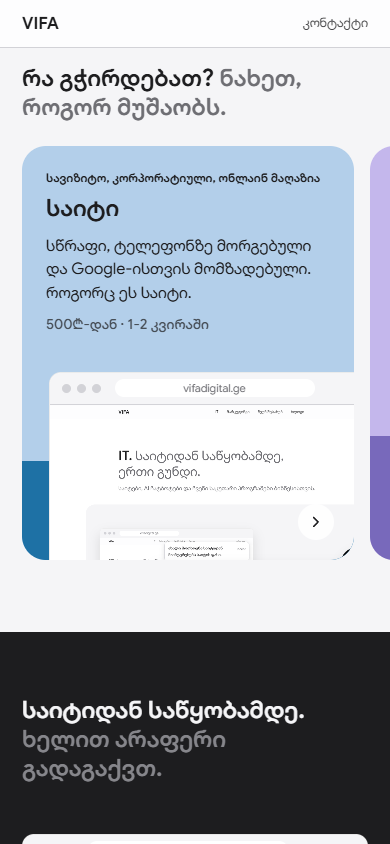 VIFA
კონტაქტი
რა გჭირდებათ? ნახეთ,
როგორ მუშაობს.
სავიზიტო, კორპორატიული, ონლაინ მაღაზია
საიტი
სწრაფი, ტელეფონზე მორგებული
და Google-ისთვის მომზადებული.
როგორც ეს საიტი.
500₾-დან · 1-2 კვირაში
vifadigital.ge
VIFA
IT
IT. საიტიდან საწყობამდე,
ერთი გუნდი.
საიტიდან საწყობამდე.
ხელით არაფერი
გადაგაქვთ.